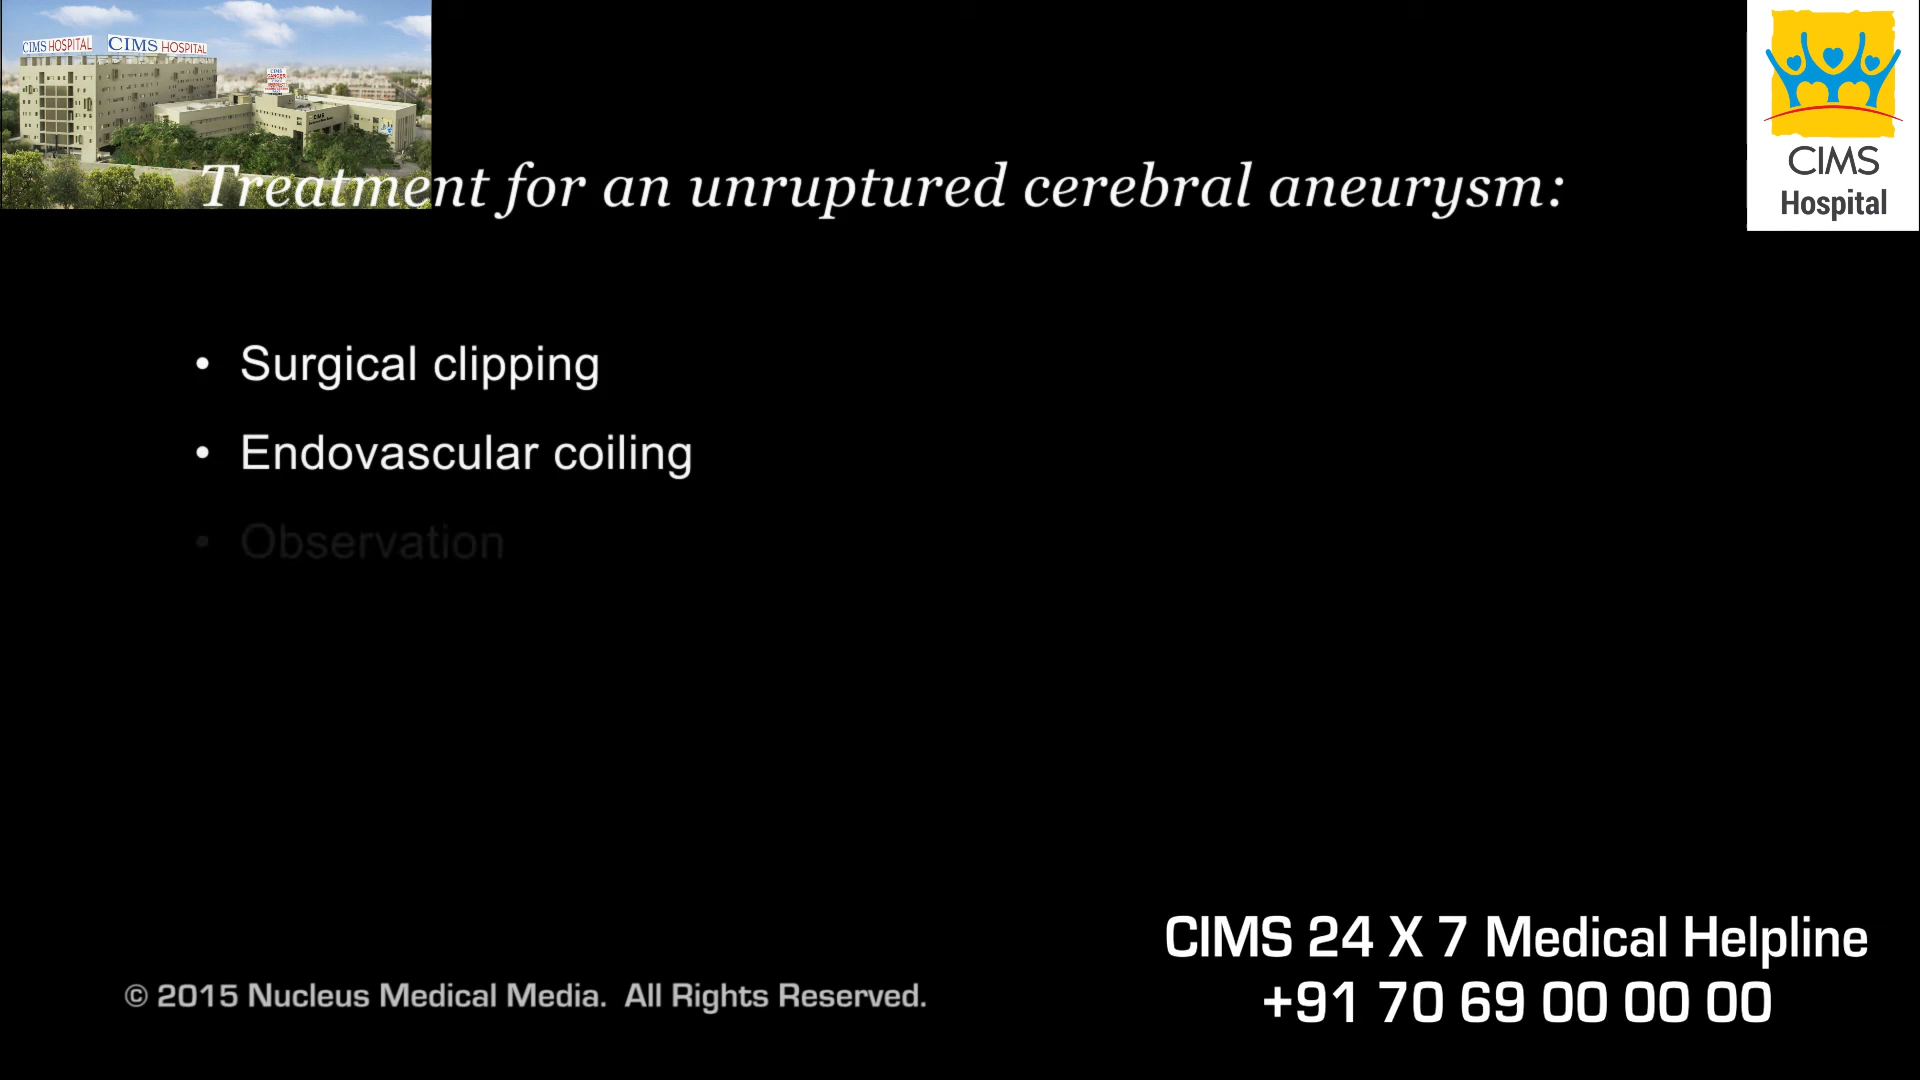 CIMS HOSPITAL CIMS HOSPITAL
CIMS
Hospital
Treatment for an unruptured cerebral aneurysm:
• Surgical clipping
• Endovascular coiling
• Observation
CIMS 24 X 7 Medical Helpline
+91 70 69 00 00 00
© 2015 Nucleus Medical Media. All Rights Reserved.